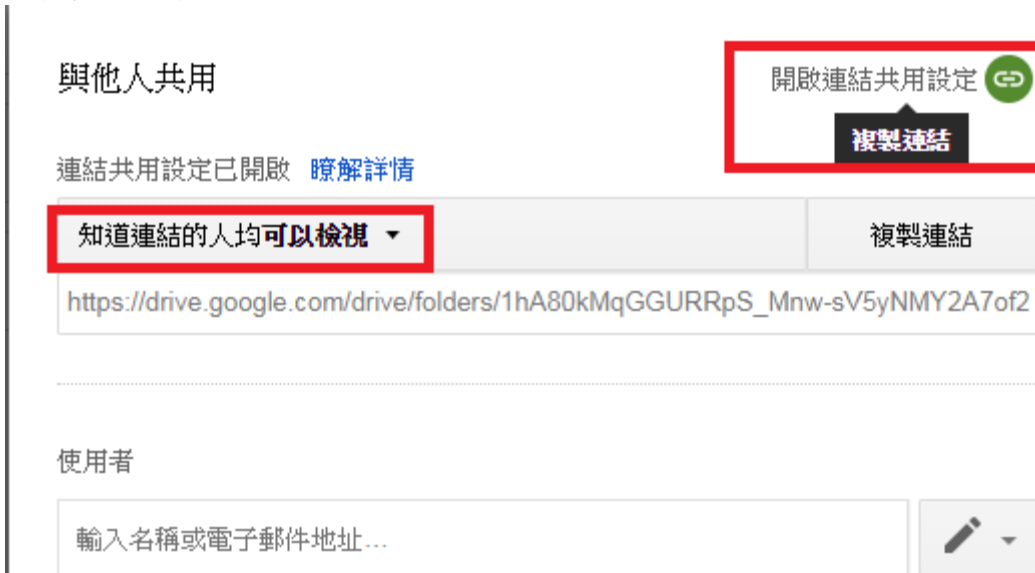 與他人共用
開啟連結共用設定
複製連結
連結共用設定已開啟 瞭解詳情
知道連結的人均可以檢視
複製連結
https://drive.google.com/drive/folders/1hA80kMqGGURRpS_Mnw-sV5yNMY2A7of2
使用者
輸入名稱或電子郵件地址...